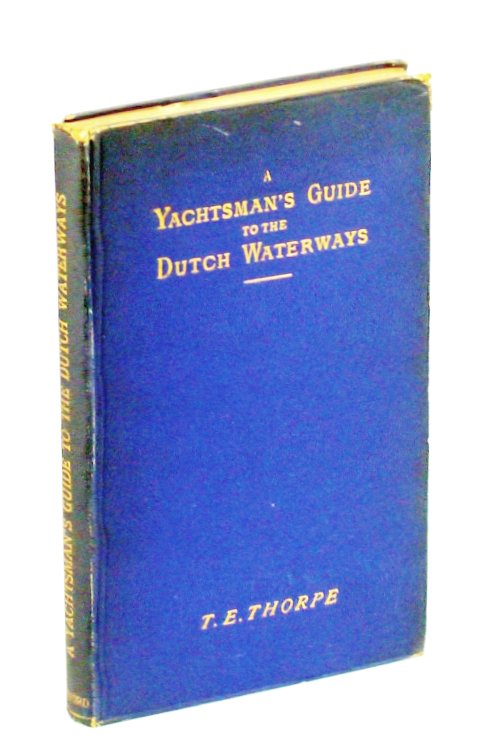 A
YACHTSMAN'S GUIDE
TO THE
DUTCH WATERWAYS
T. E. THORPE
A YACHTSMAN'S GUIDE TO THE DUTCH WATERWAYS